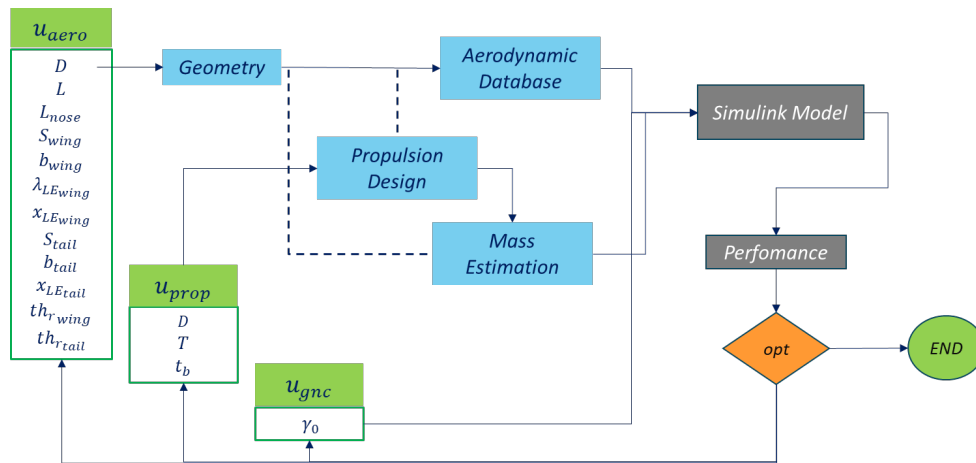 u_aero
D
L
L_nose
S_wing
b_wing
λ_LE_wing
x_LE_wing
S_tail
b_tail
x_LE_tail
th_r_wing
th_r_tail
Geometry
Aerodynamic
Database
Propulsion
Design
Mass
Estimation
u_prop
D
T
t_b
u_gnc
γ_0
Simulink Model
Perfomance
opt
END